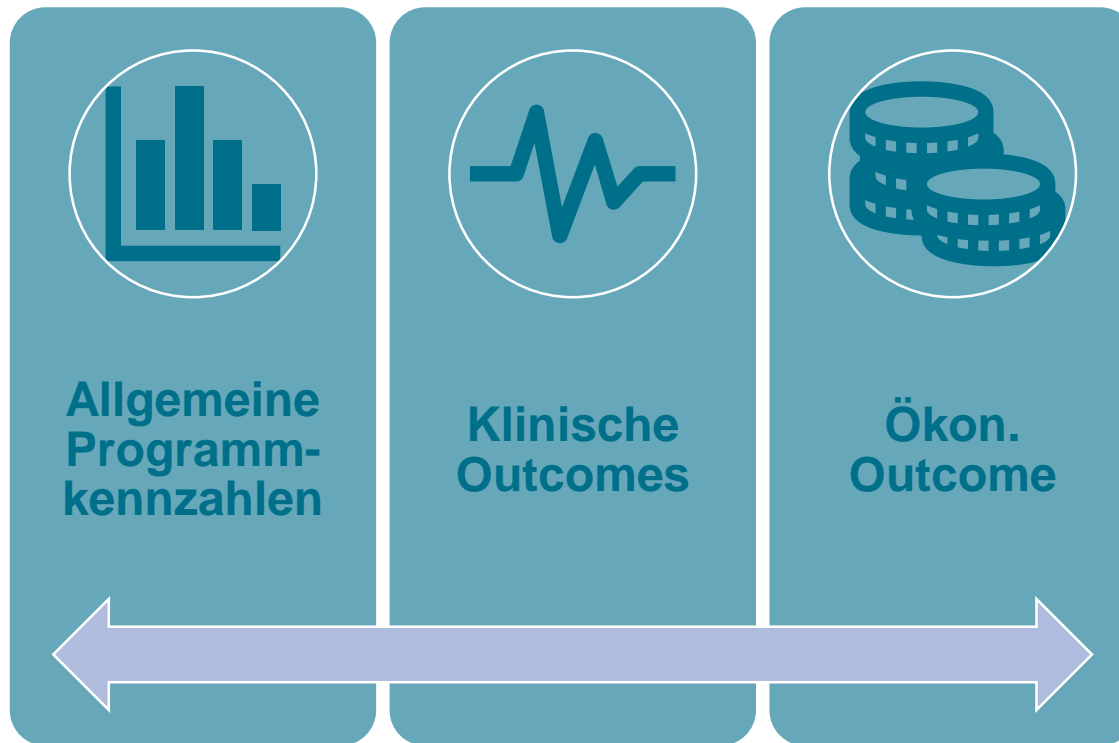 Allgemeine
Programm-
kennzahlen
Klinische
Outcomes
Ökon.
Outcome